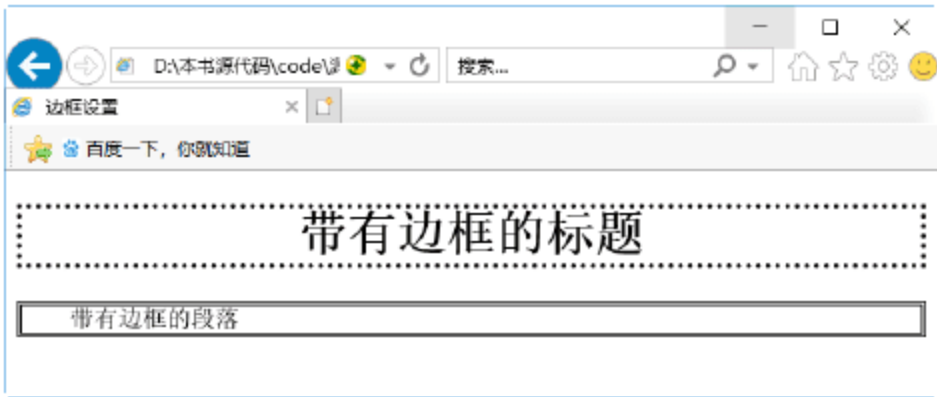 D:\本书源代码\code\
搜索...
边框设置
百度一下，你就知道
带有边框的标题
带有边框的段落